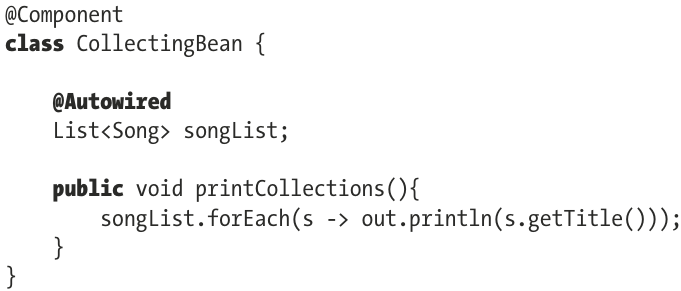 @Component
class CollectingBean {
@Autowired
List<Song> songList;
public void printCollections(){
songList.forEach(s -> out.println(s.getTitle()));
}
}